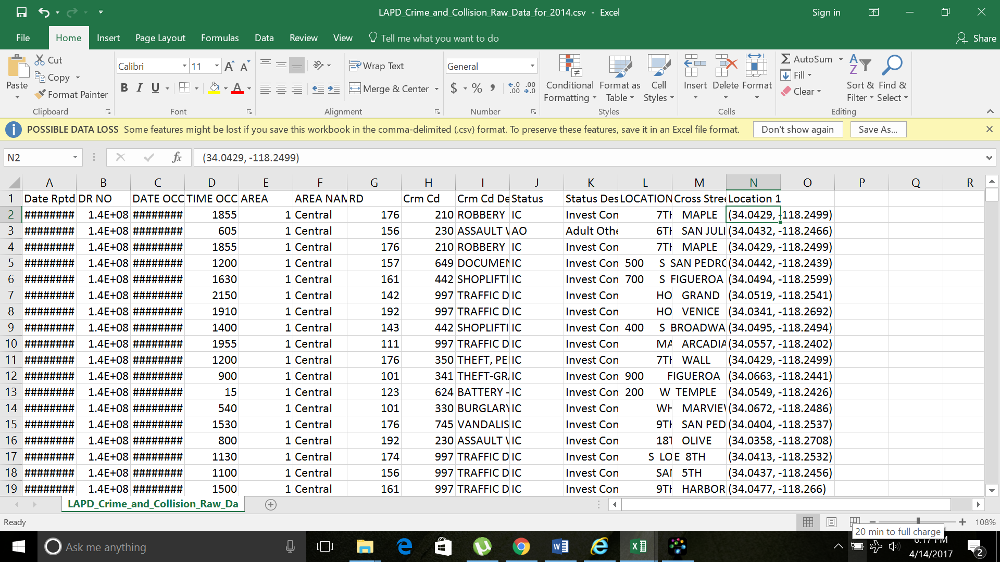 LAPD_Crime_and_Collision_Raw_Data_for_2014.csv - Excel
Sign in
File Home Insert Page Layout Formulas Data Review View Tell me what you want to do Share
Paste Cut Copy Format Painter Clipboard
Calibri 11 A A B I U A Font
Wrap Text Merge & Center Alignment
General $ % , ←.0 .00 .00 →.0 Number
Conditional Formatting Format as Table Cell Styles Styles
Insert Delete Format Cells
AutoSum Fill Clear Sort & Filter Find & Select Editing
POSSIBLE DATA LOSS Some features might be lost if you save this workbook in the comma-delimited (.csv) format. To preserve these features, save it in an Excel file format. Don't show again Save As...
N2 fx (34.0429, -118.2499)
A B C D E F G H I J K L M N O P Q R
1 Date Rptd DR NO DATE OCC TIME OCC AREA AREA NAM RD Crm Cd Crm Cd De Status Status Des LOCATION Cross Stree Location 1
2 ######## 1.4E+08 ######## 1855 1 Central 176 210 ROBBERY IC Invest Con 7TH MAPLE (34.0429, -118.2499)
3 ######## 1.4E+08 ######## 605 1 Central 156 230 ASSAULT W AO Adult Othe 6TH SAN JULI (34.0432, -118.2466)
4 ######## 1.4E+08 ######## 1855 1 Central 176 210 ROBBERY IC Invest Con 7TH MAPLE (34.0429, -118.2499)
5 ######## 1.4E+08 ######## 1200 1 Central 157 649 DOCUMEN IC Invest Con 500 S SAN PEDRO (34.0442, -118.2439)
6 ######## 1.4E+08 ######## 1630 1 Central 161 442 SHOPLIFTI IC Invest Con 700 S FIGUEROA (34.0494, -118.2599)
7 ######## 1.4E+08 ######## 2150 1 Central 142 997 TRAFFIC D IC Invest Con HO GRAND (34.0519, -118.2541)
8 ######## 1.4E+08 ######## 1910 1 Central 192 997 TRAFFIC D IC Invest Con HO VENICE (34.0341, -118.2692)
9 ######## 1.4E+08 ######## 1400 1 Central 143 442 SHOPLIFTI IC Invest Con 400 S BROADWA (34.0495, -118.2494)
10 ######## 1.4E+08 ######## 1955 1 Central 111 997 TRAFFIC D IC Invest Con MA ARCADIA (34.0557, -118.2402)
11 ######## 1.4E+08 ######## 1200 1 Central 176 350 THEFT, PE IC Invest Con 7TH WALL (34.0429, -118.2499)
12 ######## 1.4E+08 ######## 900 1 Central 101 341 THEFT-GRA IC Invest Con 900 FIGUEROA (34.0663, -118.2441)
13 ######## 1.4E+08 ######## 15 1 Central 123 624 BATTERY - IC Invest Con 200 W TEMPLE (34.0549, -118.2426)
14 ######## 1.4E+08 ######## 540 1 Central 101 330 BURGLARY IC Invest Con WH MARVIEW (34.0672, -118.2486)
15 ######## 1.4E+08 ######## 1530 1 Central 176 745 VANDALIS IC Invest Con 9TH SAN PED (34.0404, -118.2537)
16 ######## 1.4E+08 ######## 800 1 Central 192 230 ASSAULT W IC Invest Con 18T OLIVE (34.0358, -118.2708)
17 ######## 1.4E+08 ######## 1130 1 Central 174 997 TRAFFIC D IC Invest Con S LO E 8TH (34.0413, -118.2532)
18 ######## 1.4E+08 ######## 1100 1 Central 156 997 TRAFFIC D IC Invest Con SAN 5TH (34.0437, -118.2456)
19 ######## 1.4E+08 ######## 1500 1 Central 161 997 TRAFFIC D IC Invest Con 9TH HARBOR (34.0477, -118.266)
LAPD_Crime_and_Collision_Raw_Da
Ready 108%
20 min to full charge
Ask me anything
6:17 PM
4/14/2017
2